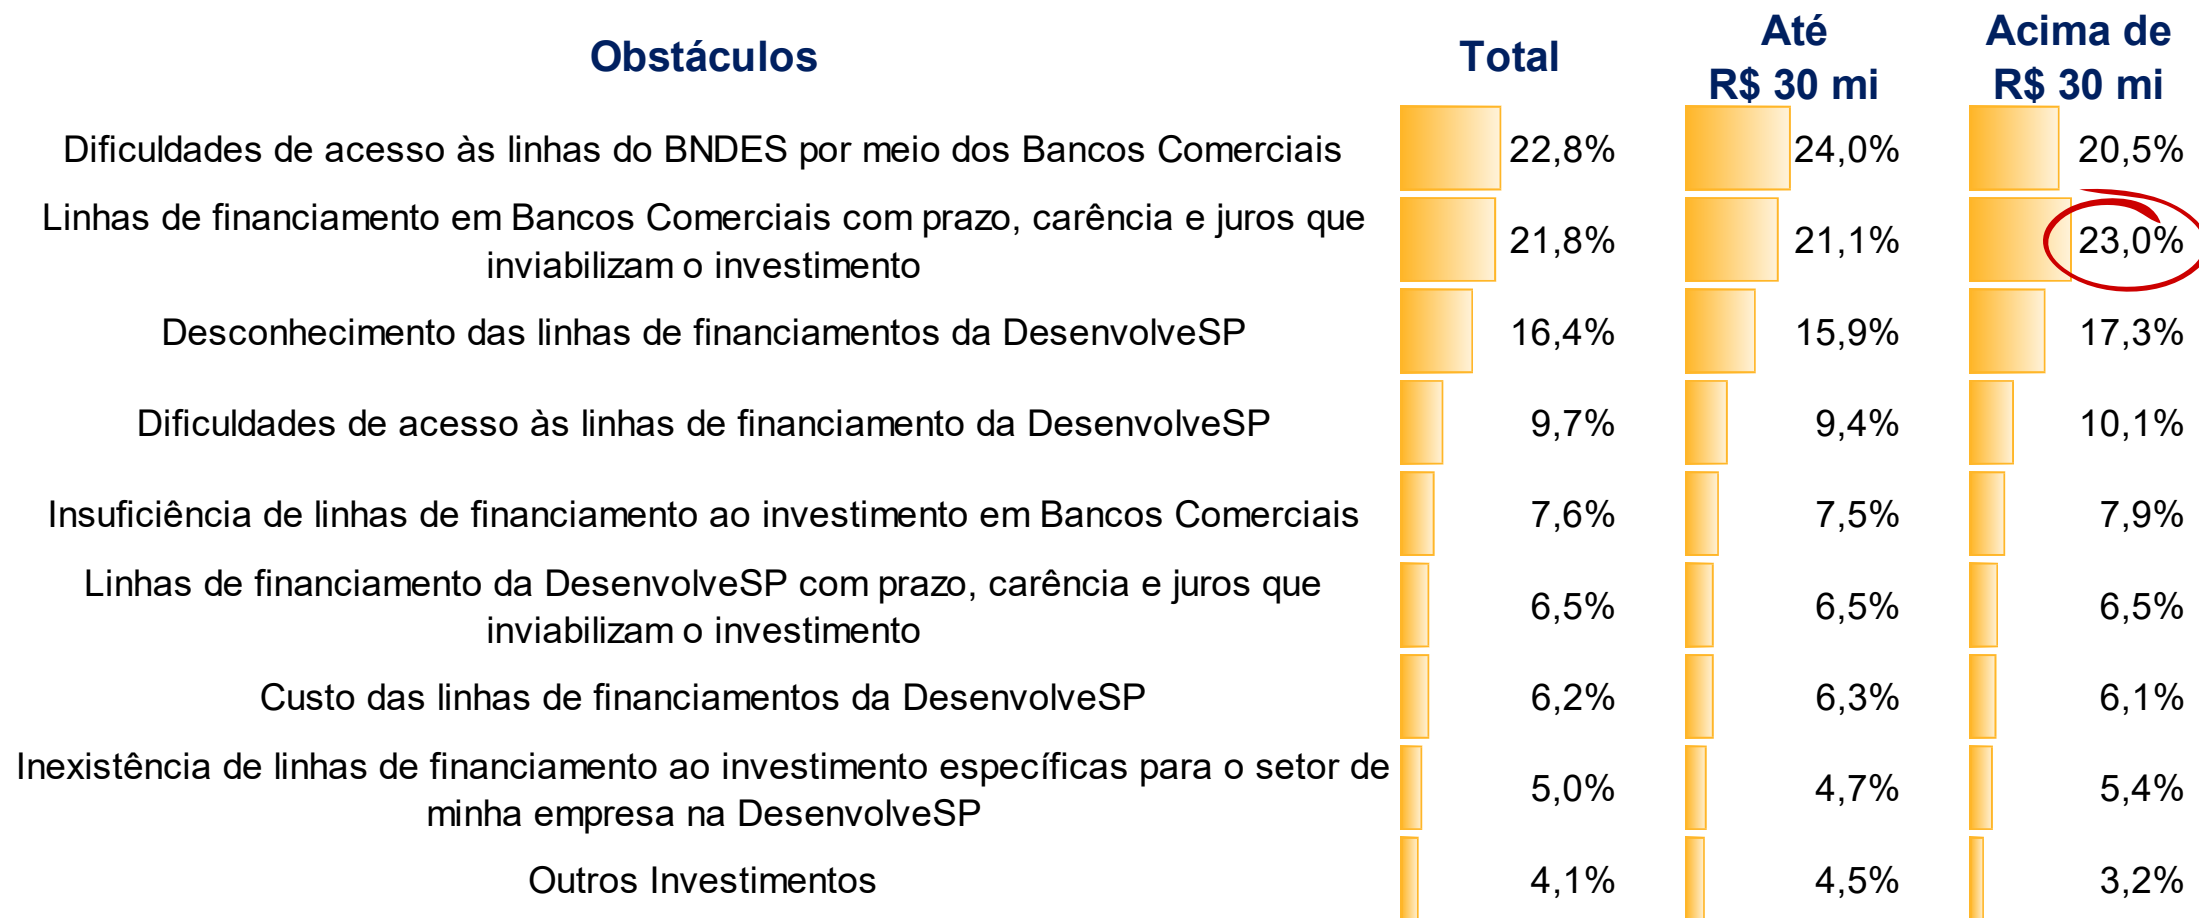 Obstáculos Total Até R$ 30 mi Acima de R$ 30 mi
Dificuldades de acesso às linhas do BNDES por meio dos Bancos Comerciais 22,8% 24,0% 20,5%
Linhas de financiamento em Bancos Comerciais com prazo, carência e juros que
inviabilizam o investimento 21,8% 21,1% 23,0%
Desconhecimento das linhas de financiamentos da DesenvolveSP 16,4% 15,9% 17,3%
Dificuldades de acesso às linhas de financiamento da DesenvolveSP 9,7% 9,4% 10,1%
Insuficiência de linhas de financiamento ao investimento em Bancos Comerciais 7,6% 7,5% 7,9%
Linhas de financiamento da DesenvolveSP com prazo, carência e juros que
inviabilizam o investimento 6,5% 6,5% 6,5%
Custo das linhas de financiamentos da DesenvolveSP 6,2% 6,3% 6,1%
Inexistência de linhas de financiamento ao investimento específicas para o setor de
minha empresa na DesenvolveSP 5,0% 4,7% 5,4%
Outros Investimentos 4,1% 4,5% 3,2%